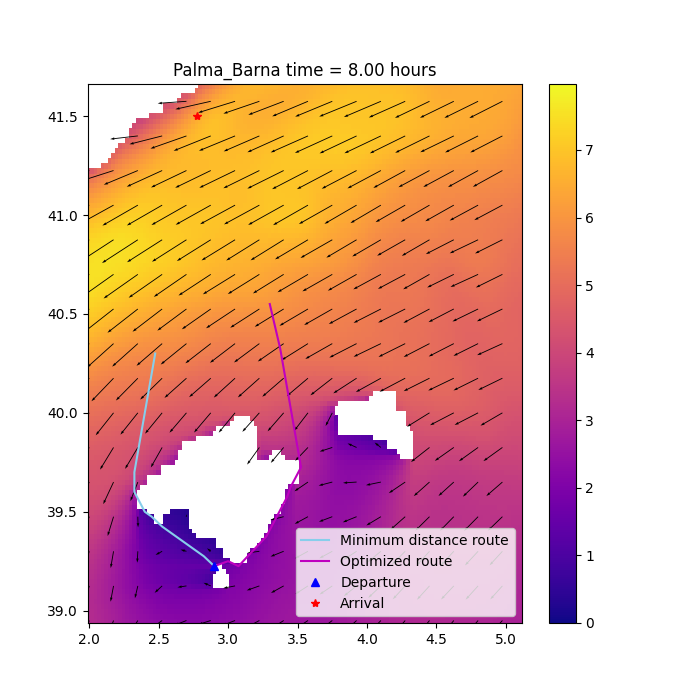 Palma_Barna time = 8.00 hours
41.5
41.0
40.5
40.0
39.5
39.0
2.0 2.5 3.0 3.5 4.0 4.5 5.0
Minimum distance route
Optimized route
Departure
Arrival
7
6
5
4
3
2
1
0